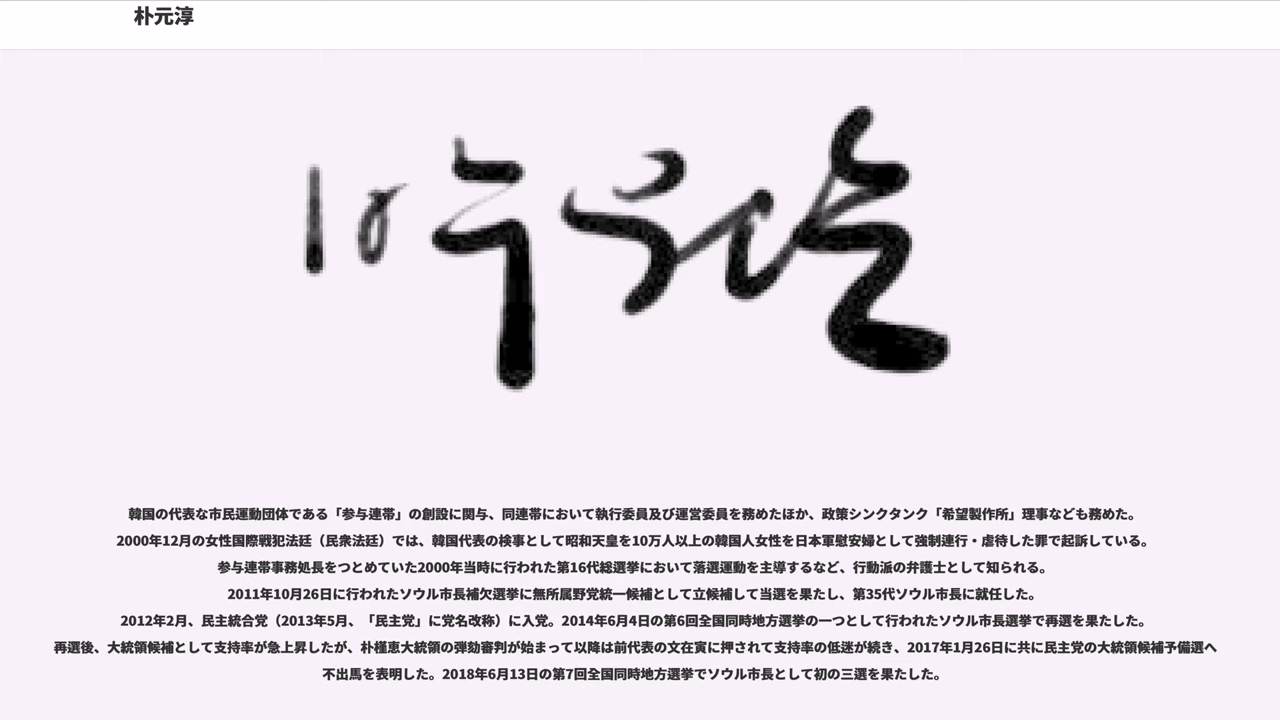 朴元淳
韓国の代表な市民運動団体である「参与連帯」の創設に関与、同連帯において執行委員及び運営委員を務めたほか、政策シンクタンク「希望製作所」理事なども務めた。
2000年12月の女性国際戦犯法廷（民衆法廷）では、韓国代表の検事として昭和天皇を10万人以上の韓国人女性を日本軍慰安婦として強制連行・虐待した罪で起訴している。
参与連帯事務処長をつとめていた2000年当時に行われた第16代総選挙において落選運動を主導するなど、行動派の弁護士として知られる。
2011年10月26日に行われたソウル市長補欠選挙に無所属野党統一候補として立候補して当選を果たし、第35代ソウル市長に就任した。
2012年2月、民主統合党（2013年5月、「民主党」に党名改称）に入党。2014年6月4日の第6回全国同時地方選挙の一つとして行われたソウル市長選挙で再選を果たした。
再選後、大統領候補として支持率が急上昇したが、朴槿恵大統領の弾劾審判が始まって以降は前代表の文在寅に押されて支持率の低迷が続き、2017年1月26日に共に民主党の大統領候補予備選へ
不出馬を表明した。2018年6月13日の第7回全国同時地方選挙でソウル市長として初の三選を果たした。